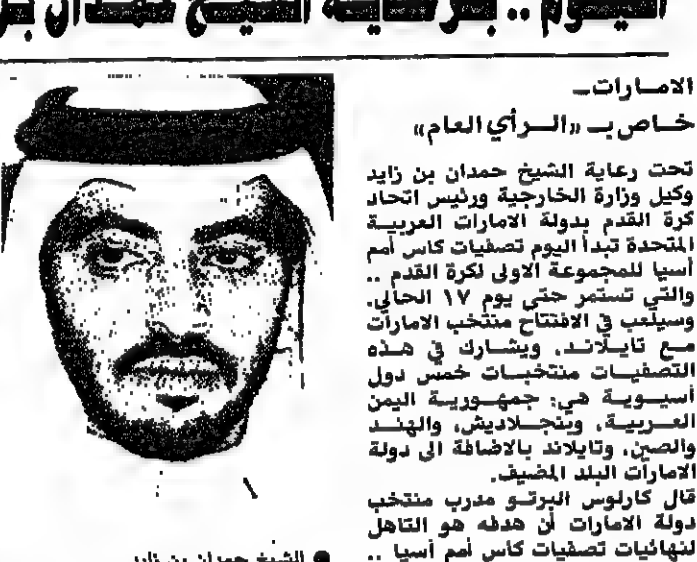 اليوم .. برعاية الشيخ حمدان
الامارات -
خاص بـ «الرأي العام»
تحت رعاية الشيخ حمدان بن زايد
وكيل وزارة الخارجية ورئيس اتحاد
كرة القدم بدولة الامارات العربية
المتحدة تبدأ اليوم تصفيات كاس أمم
أسيا للمجموعة الاولى لكرة القدم ..
والتي تستمر حتى يوم ١٧ الحالي.
وسيلعب في الافتتاح منتخب الامارات
مع تايلاند، ويشارك في هذه
التصفيات منتخبات خمس دول
أسيوية هي: جمهورية اليمن
العربية، وبنجلاديش، والهند
والصين، وتايلاند بالاضافة الى دولة
الامارات البلد المضيف.
قال كارلوس البرتو مدرب منتخب
دولة الامارات أن هدفه هو التاهل
لنهائيات تصفيات كاس أمم أسيا ..
● الشيخ حمدان بن زايد